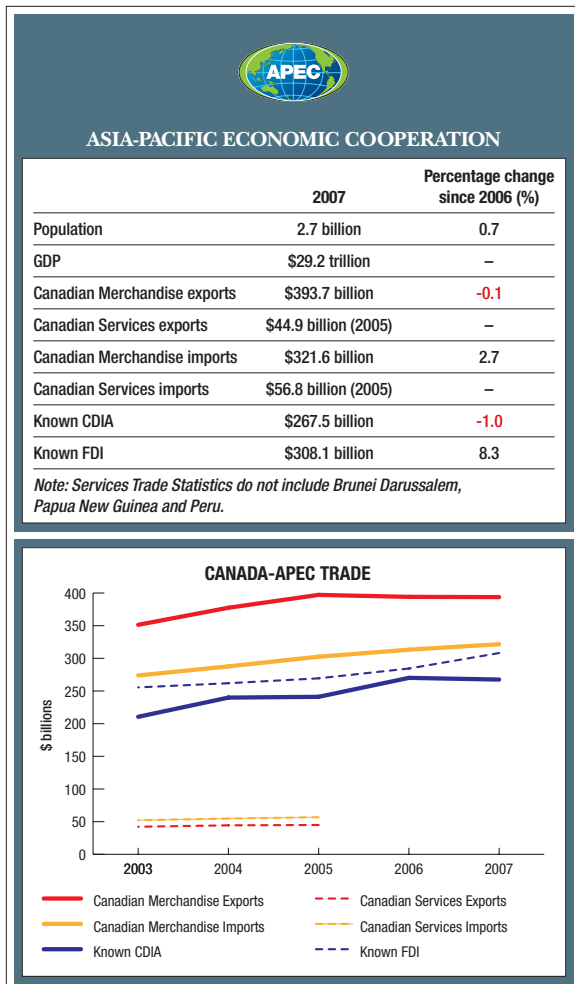 APEC
ASIA-PACIFIC ECONOMIC COOPERATION
2007 Percentage change since 2006 (%)
Population 2.7 billion 0.7
GDP $29.2 trillion –
Canadian Merchandise exports $393.7 billion -0.1
Canadian Services exports $44.9 billion (2005) –
Canadian Merchandise imports $321.6 billion 2.7
Canadian Services imports $56.8 billion (2005) –
Known CDIA $267.5 billion -1.0
Known FDI $308.1 billion 8.3
Note: Services Trade Statistics do not include Brunei Darussalem,
Papua New Guinea and Peru.
CANADA-APEC TRADE
$ billions
400
350
300
250
200
150
100
50
0
2003 2004 2005 2006 2007
Canadian Merchandise Exports Canadian Services Exports
Canadian Merchandise Imports Canadian Services Imports
Known CDIA Known FDI